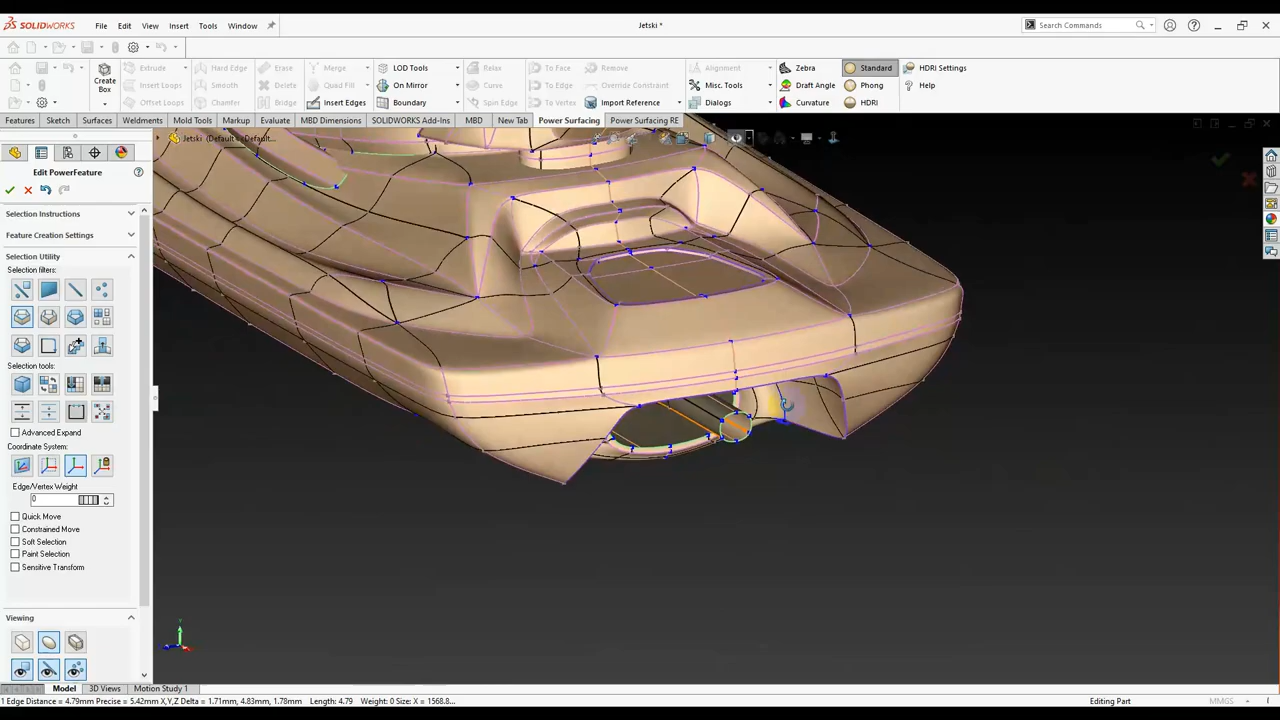 SOLIDWORKS File Edit View Insert Tools Window Jetski * Search Commands
Create Box
Extrude Hard Edge Erase Merge LOD Tools Relax To Face Remove Alignment Zebra Standard HDRI Settings
Insert Loops Smooth Delete Quad Fill On Mirror Curve To Edge Override Constraint Misc. Tools Draft Angle Phong Help
Offset Loops Chamfer Bridge Insert Edges Boundary Spin Edge To Vertex Import Reference Dialogs Curvature HDRI
Features Sketch Surfaces Weldments Mold Tools Markup Evaluate MBD Dimensions SOLIDWORKS Add-Ins MBD New Tab Power Surfacing Power Surfacing RE
Jetski (Default<<Default...
Edit PowerFeature
Selection Instructions
Feature Creation Settings
Selection Utility
Selection filters:
Selection tools:
Advanced Expand
Coordinate System:
Edge/Vertex Weight
0
Quick Move
Constrained Move
Soft Selection
Paint Selection
Sensitive Transform
Viewing
Model 3D Views Motion Study 1
1 Edge Distance = 4.79mm Precise = 5.42mm X,Y,Z Delta = 1.71mm, 4.83mm, 1.78mm Length: 4.79 Weight: 0 Size: X = 1568.8... Editing Part MMGS